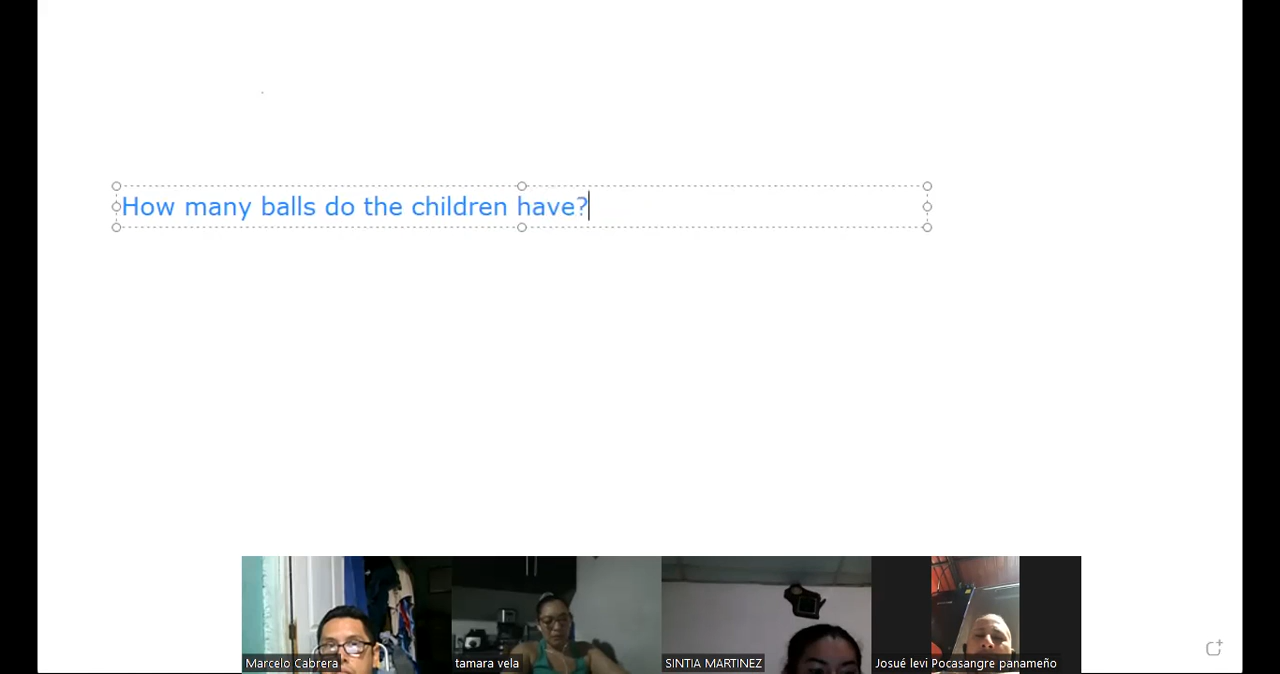 How many balls do the children have?
Marcelo Cabrera
tamara vela
SINTIA MARTINEZ
Josué levi Pocasangre panameño